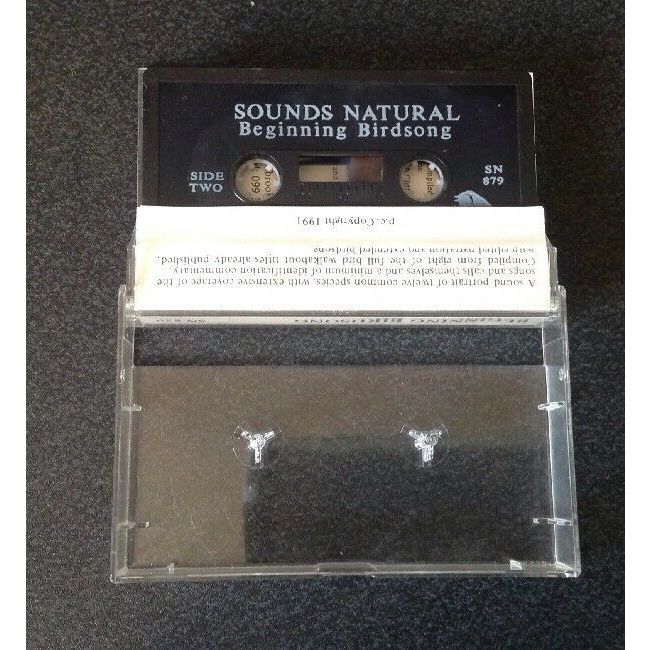 SOUNDS NATURAL
Beginning Birdsong
SIDE
TWO
SN
879
A sound portrait of twelve common species, with extensive coverage of the
songs and calls themselves and a minimum of identification commentary
Compiled from eight of the full bird walkabout titles already published,
with edited narration and extended birdsong
p.c. Copyright 1991
BEGINNING BIRDSONG